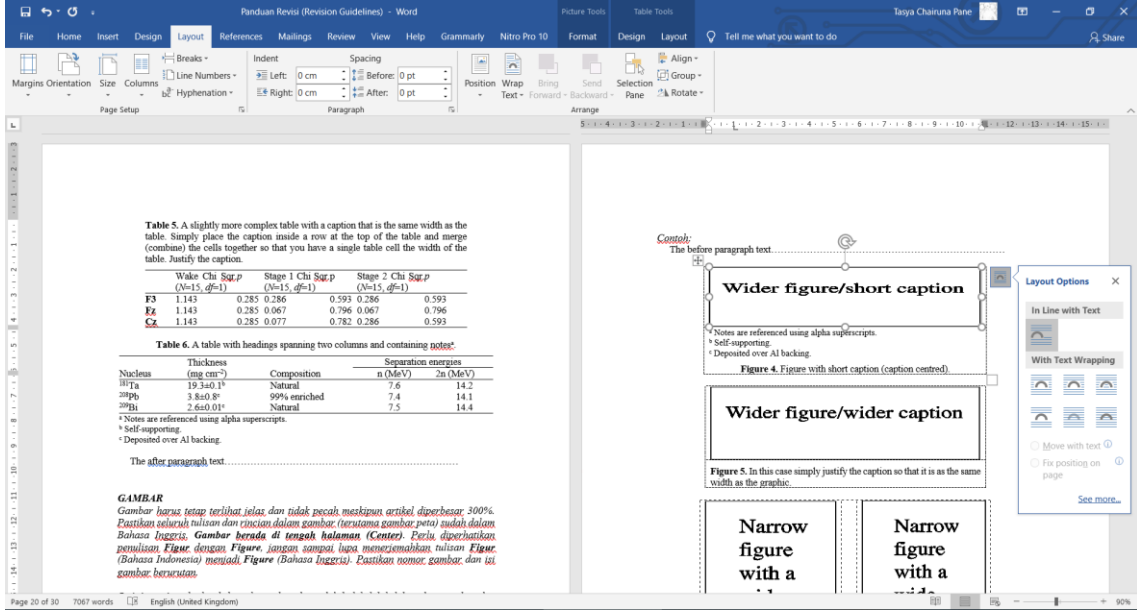 Panduan Revisi (Revision Guidelines) - Word
Picture Tools
Table Tools
Tasya Chairuna Pane
File Home Insert Design Layout References Mailings Review View Help Grammarly Nitro Pro 10 Format Design Layout Tell me what you want to do Share
Margins Orientation Size Columns
Breaks
Line Numbers
Hyphenation
Page Setup
Indent
Left: 0 cm
Right: 0 cm
Spacing
Before: 0 pt
After: 0 pt
Paragraph
Position Wrap Text Bring Forward Send Backward Selection Pane
Align
Group
Rotate
Arrange
Table 5. A slightly more complex table with a caption that is the same width as the
table. Simply place the caption inside a row at the top of the table and merge
(combine) the cells together so that you have a single table cell the width of the
table. Justify the caption.
Wake Chi Sqr.p Stage 1 Chi Sqr.p Stage 2 Chi Sqr.p
(N=15, df=1) (N=15, df=1) (N=15, df=1)
F3 1.143 0.285 0.286 0.593 0.286 0.593
Fz 1.143 0.285 0.067 0.796 0.067 0.796
Cz 1.143 0.285 0.077 0.782 0.286 0.593
Table 6. A table with headings spanning two columns and containing notesᵃ.
Thickness Separation energies
Nucleus (mg cm⁻²) Composition n (MeV) 2n (MeV)
¹⁸¹Ta 19.3±0.1ᵇ Natural 7.6 14.2
²⁰⁸Pb 3.8±0.8ᶜ 99% enriched 7.4 14.1
²⁰⁹Bi 2.6±0.01ᶜ Natural 7.5 14.4
ᵃ Notes are referenced using alpha superscripts.
ᵇ Self-supporting.
ᶜ Deposited over Al backing.
The after paragraph text
GAMBAR
Gambar harus tetap terlihat jelas dan tidak pecah meskipun artikel diperbesar 300%.
Pastikan seluruh tulisan dan rincian dalam gambar (terutama gambar peta) sudah dalam
Bahasa Inggris. Gambar berada di tengah halaman (Center). Perlu diperhatikan
penulisan Figur dengan Figure, jangan sampai lupa menerjemahkan tulisan Figur
(Bahasa Indonesia) menjadi Figure (Bahasa Inggris). Pastikan nomor gambar dan isi
gambar berurutan.
Contoh:
The before paragraph text
Wider figure/short caption
ᵃ Notes are referenced using alpha superscripts.
ᵇ Self-supporting.
ᶜ Deposited over Al backing.
Figure 4. Figure with short caption (caption centred).
Wider figure/wider caption
Figure 5. In this case simply justify the caption so that it is as the same
width as the graphic.
Narrow Narrow
figure figure
with a with a
Layout Options
In Line with Text
With Text Wrapping
Move with text
Fix position on
page
See more...
Page 20 of 30 7067 words English (United Kingdom) 90%